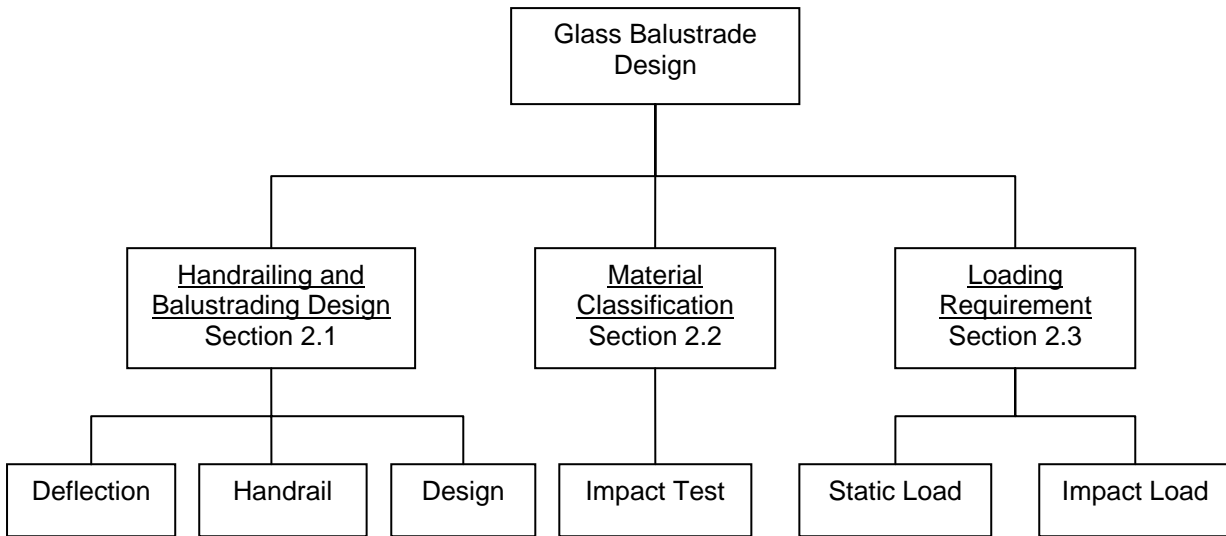 Glass Balustrade
Design
Handrailing and
Balustrading Design
Section 2.1
Material
Classification
Section 2.2
Loading
Requirement
Section 2.3
Deflection
Handrail
Design
Impact Test
Static Load
Impact Load